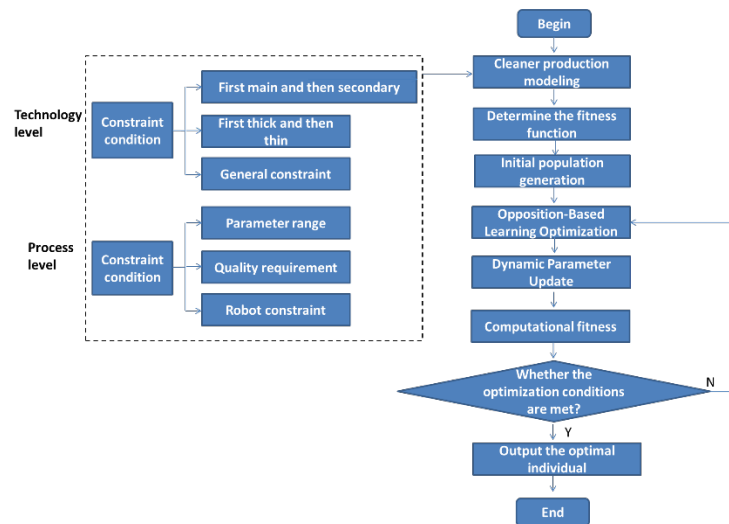 Begin
Cleaner production
modeling
Determine the fitness
function
Initial population
generation
Opposition-Based
Learning Optimization
Dynamic Parameter
Update
Computational fitness
Whether the
optimization conditions
are met?
N
Y
Output the optimal
individual
End
Technology
level
Constraint
condition
First main and then secondary
First thick and then
thin
General constraint
Process
level
Constraint
condition
Parameter range
Quality requirement
Robot constraint